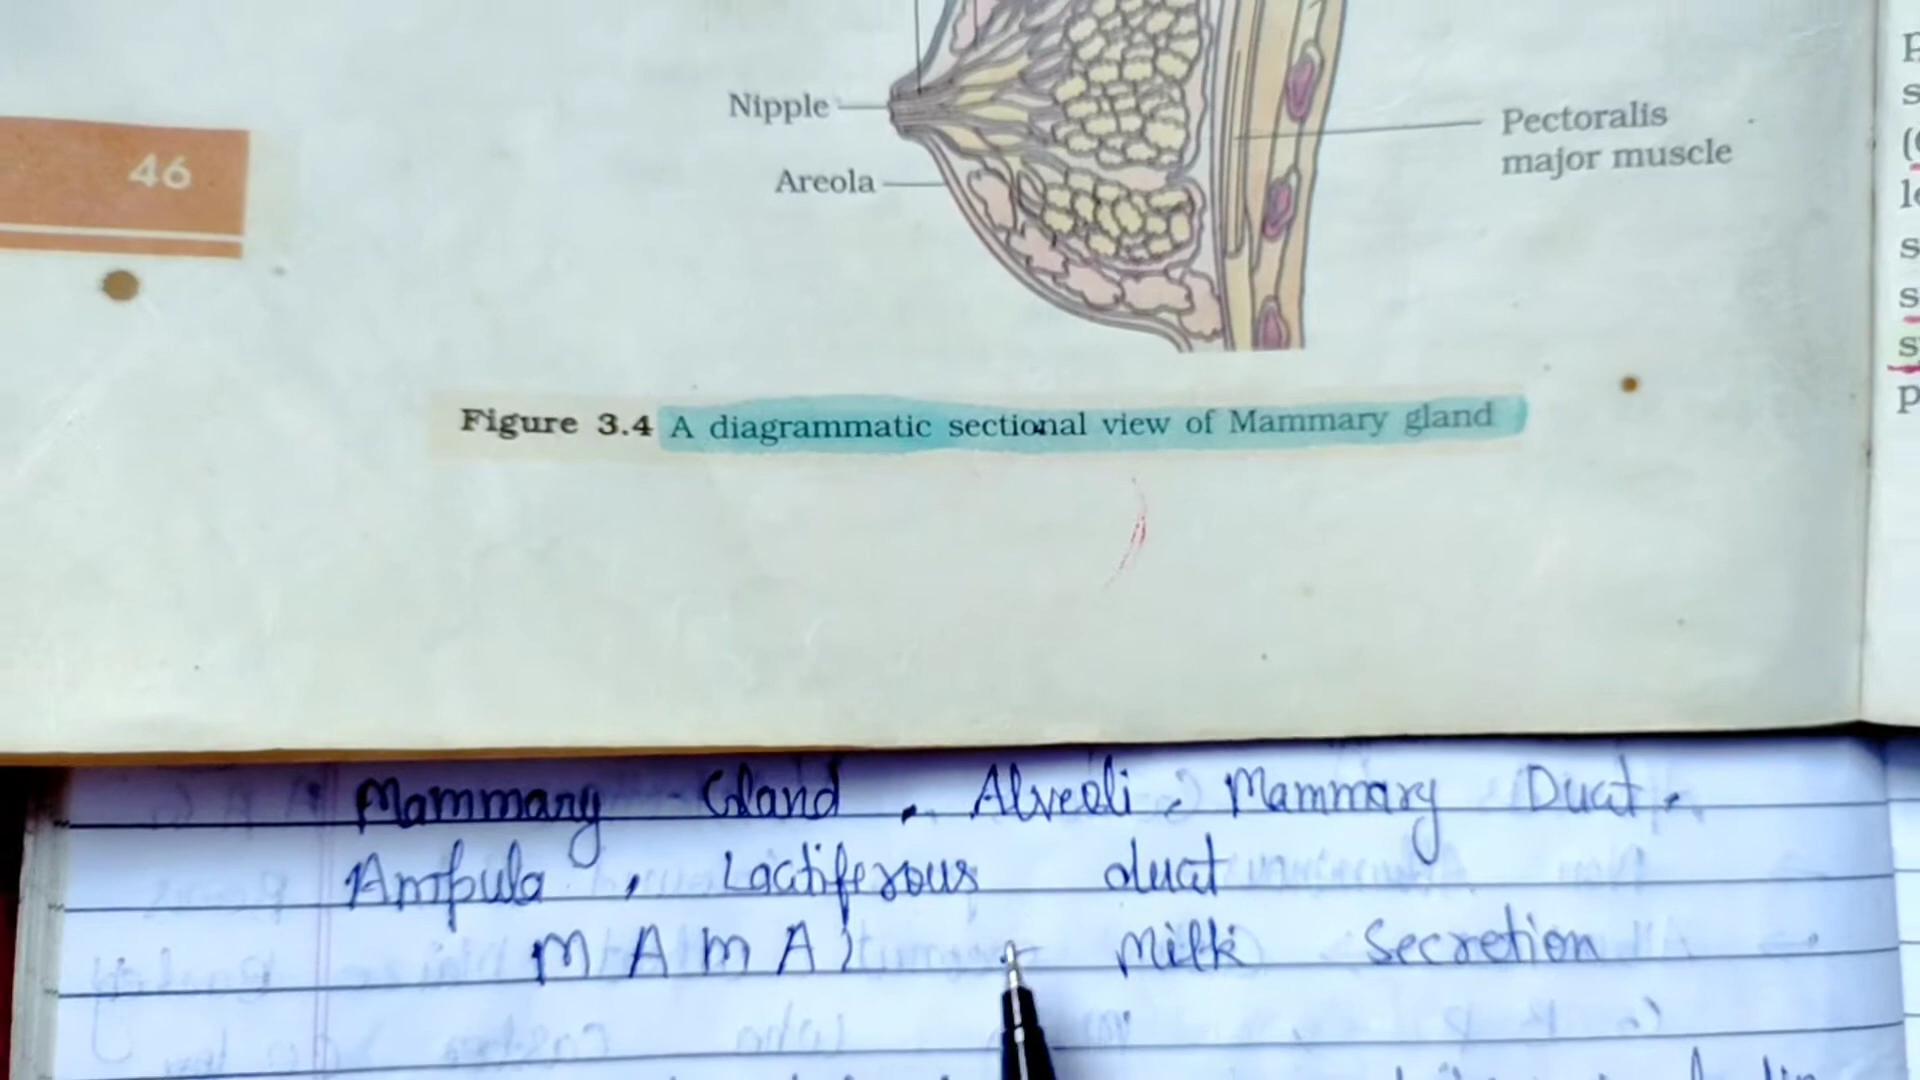 Nipple
Pectoralis
major muscle
46
Areola
Figure 3.4 A diagrammatic sectional view of Mammary gland
Mammary Gland, Alveoli, Mammary Duct,
Ampula, Lactiferous duct
MAMAL - Milk Secretion